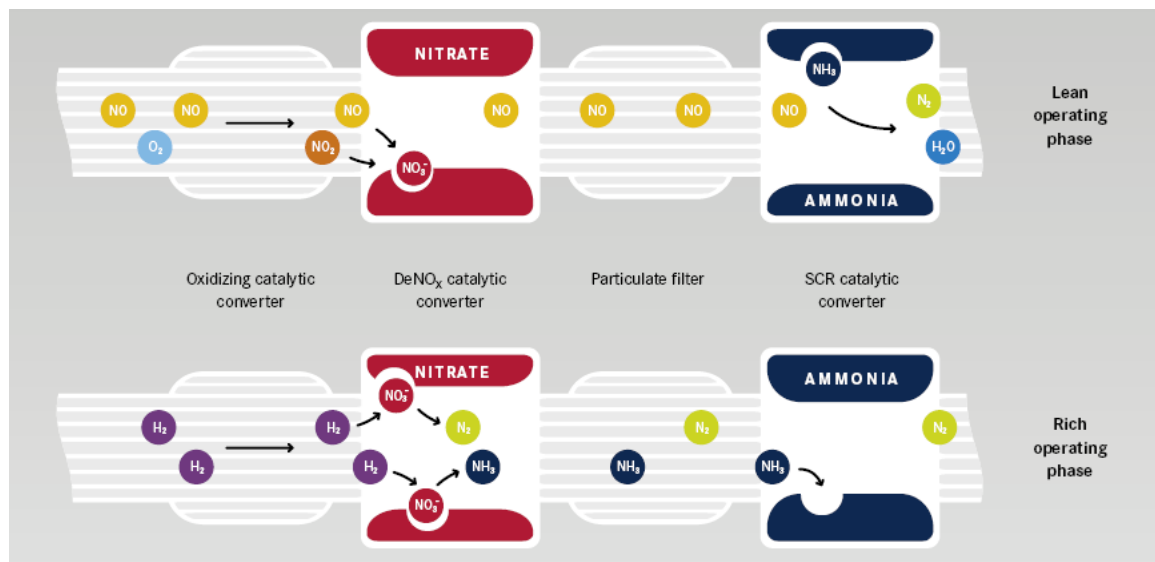 NITRATE
NH₃
NO
NO
NO
NO
NO
NO
NO
N₂
Lean
operating
phase
O₂
NO₂
NO₃⁻
H₂O
AMMONIA
Oxidizing catalytic
converter
DeNOₓ catalytic
converter
Particulate filter
SCR catalytic
converter
NITRATE
AMMONIA
NO₃⁻
H₂
H₂
N₂
N₂
N₂
Rich
operating
phase
H₂
H₂
NH₃
NH₃
NH₃
NO₃⁻